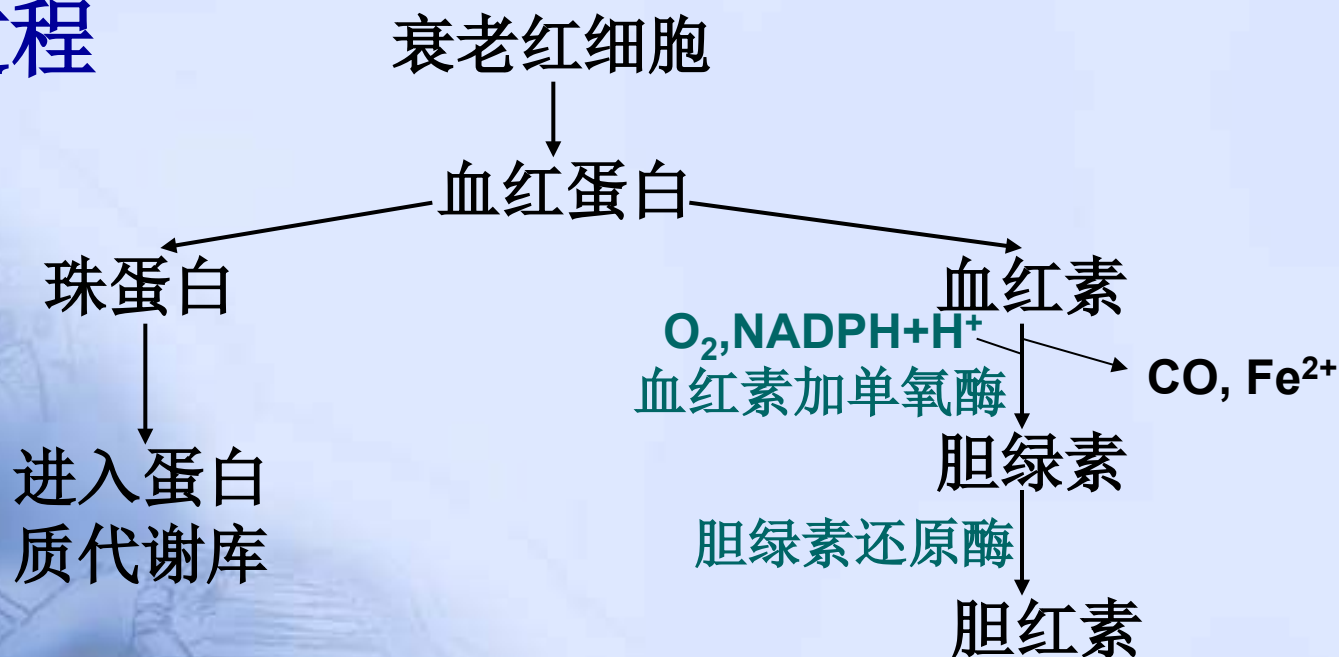 程
衰老红细胞
血红蛋白
珠蛋白
血红素
O₂,NADPH+H⁺
血红素加单氧酶
CO, Fe²⁺
胆绿素
进入蛋白
质代谢库
胆绿素还原酶
胆红素